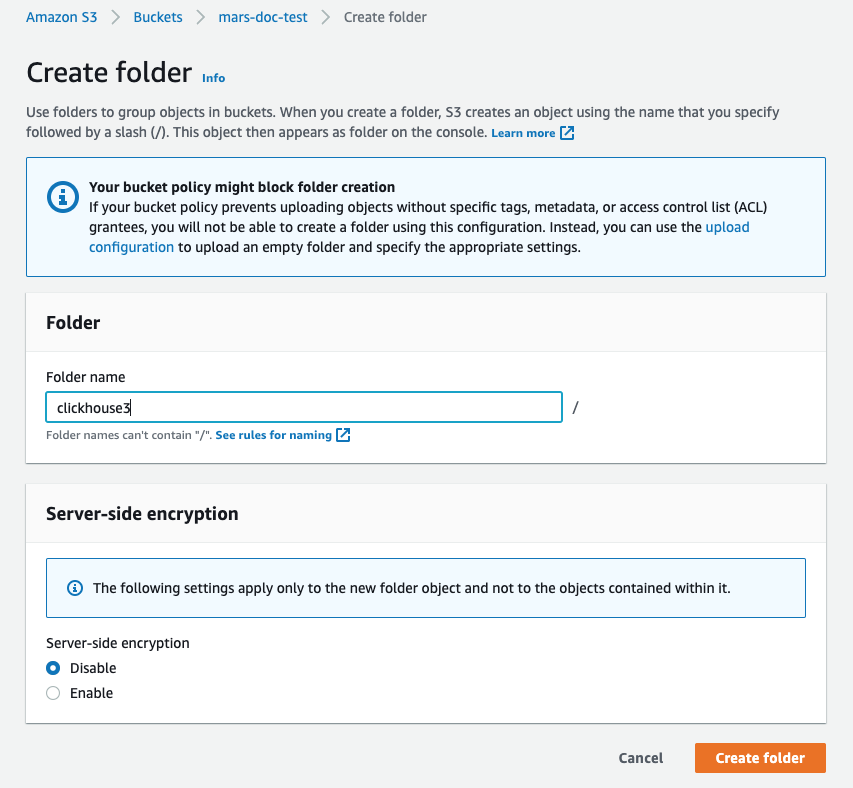 Amazon S3 > Buckets > mars-doc-test > Create folder
Create folder Info
Use folders to group objects in buckets. When you create a folder, S3 creates an object using the name that you specify
followed by a slash (/). This object then appears as folder on the console. Learn more
Your bucket policy might block folder creation
If your bucket policy prevents uploading objects without specific tags, metadata, or access control list (ACL)
grantees, you will not be able to create a folder using this configuration. Instead, you can use the upload
configuration to upload an empty folder and specify the appropriate settings.
Folder
Folder name
clickhouse3 /
Folder names can't contain "/". See rules for naming
Server-side encryption
The following settings apply only to the new folder object and not to the objects contained within it.
Server-side encryption
Disable
Enable
Cancel Create folder